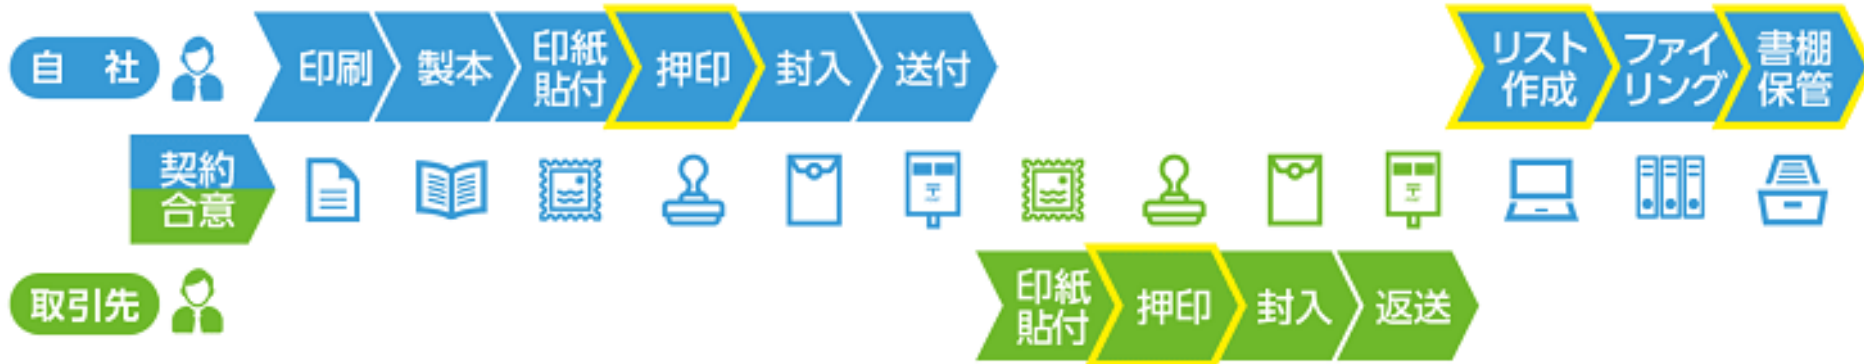 自 社
印刷
製本
印紙
貼付
押印
封入
送付
リスト
作成
ファイ
リング
書棚
保管
契約
合意
〒
〒
取引先
印紙
貼付
押印
封入
返送